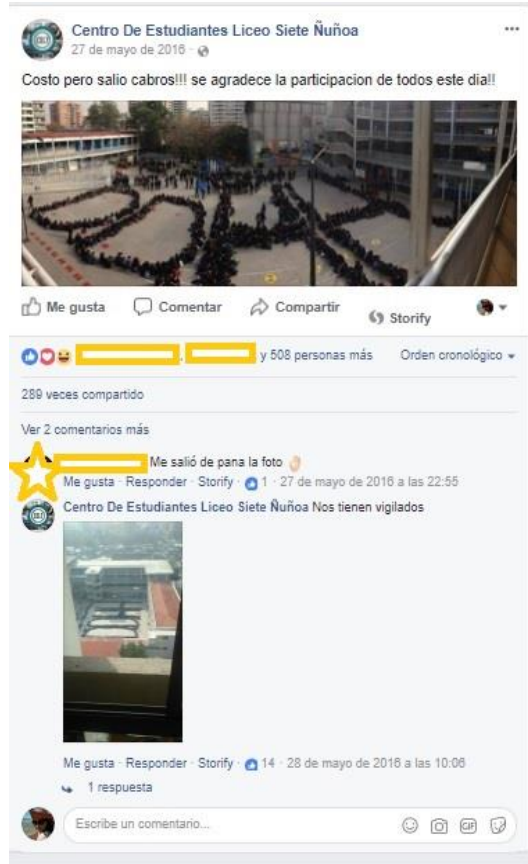 Centro De Estudiantes Liceo Siete Ñuñoa
27 de mayo de 2016
Costo pero salio cabros!!! se agradece la participacion de todos este dia!!
Me gusta Comentar Compartir Storify
y 508 personas más Orden cronológico
289 veces compartido
Ver 2 comentarios más
Me salió de pana la foto
Me gusta · Responder · Storify · 1 · 27 de mayo de 2016 a las 22:55
Centro De Estudiantes Liceo Siete Ñuñoa Nos tienen vigilados
Me gusta · Responder · Storify · 14 · 28 de mayo de 2016 a las 10:06
1 respuesta
Escribe un comentario...
GIF